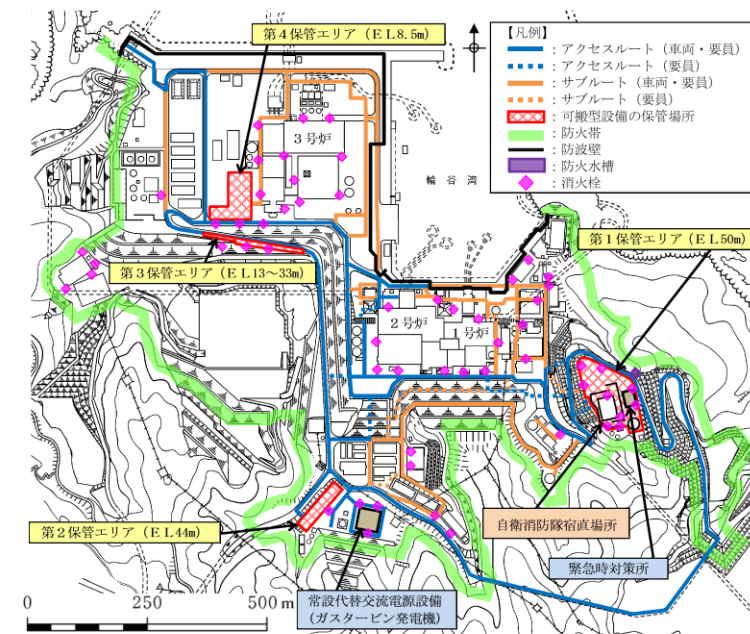 第4保管エリア(EL8.5m)
【凡例】
:アクセスルート(車両・要員)
:アクセスルート(要員)
:サブルート(車両・要員)
:サブルート(要員)
:可搬型設備の保管場所
:防火帯
:防波壁
:防火水槽
:消火栓
3号炉
輪谷湾
第1保管エリア(EL50m)
第3保管エリア(EL13~33m)
2号炉
1号炉
第2保管エリア(EL44m)
自衛消防隊宿直場所
緊急時対策所
常設代替交流電源設備
(ガスタービン発電機)
0 250 500 m